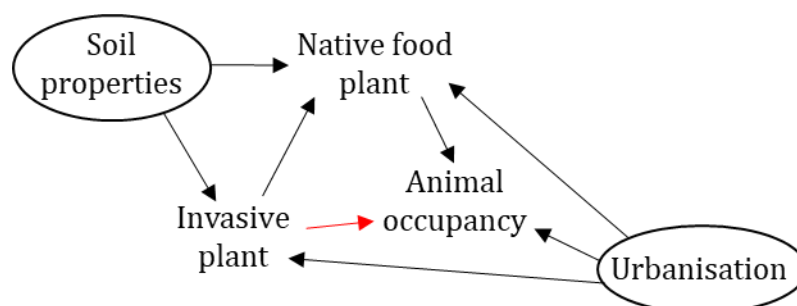 Soil
properties
Native food
plant
Animal
occupancy
Invasive
plant
Urbanisation